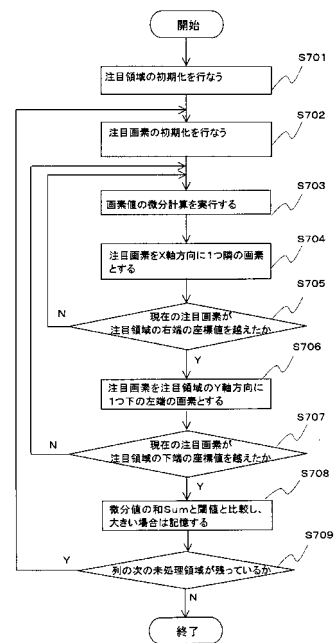 開始
S701
注目領域の初期化を行なう
S702
注目画素の初期化を行なう
S703
画素値の微分計算を実行する
S704
注目画素をX軸方向に1つ隣の画素
とする
S705
現在の注目画素が
注目領域の右端の座標値を越えたか
N
Y
S706
注目画素を注目領域のY軸方向に
1つ下の左端の画素とする
S707
現在の注目画素が
注目領域の下端の座標値を越えたか
N
Y
S708
微分値の和Sumと閾値と比較し、
大きい場合は記憶する
S709
列の次の未処理領域が残っているか
Y
N
終了